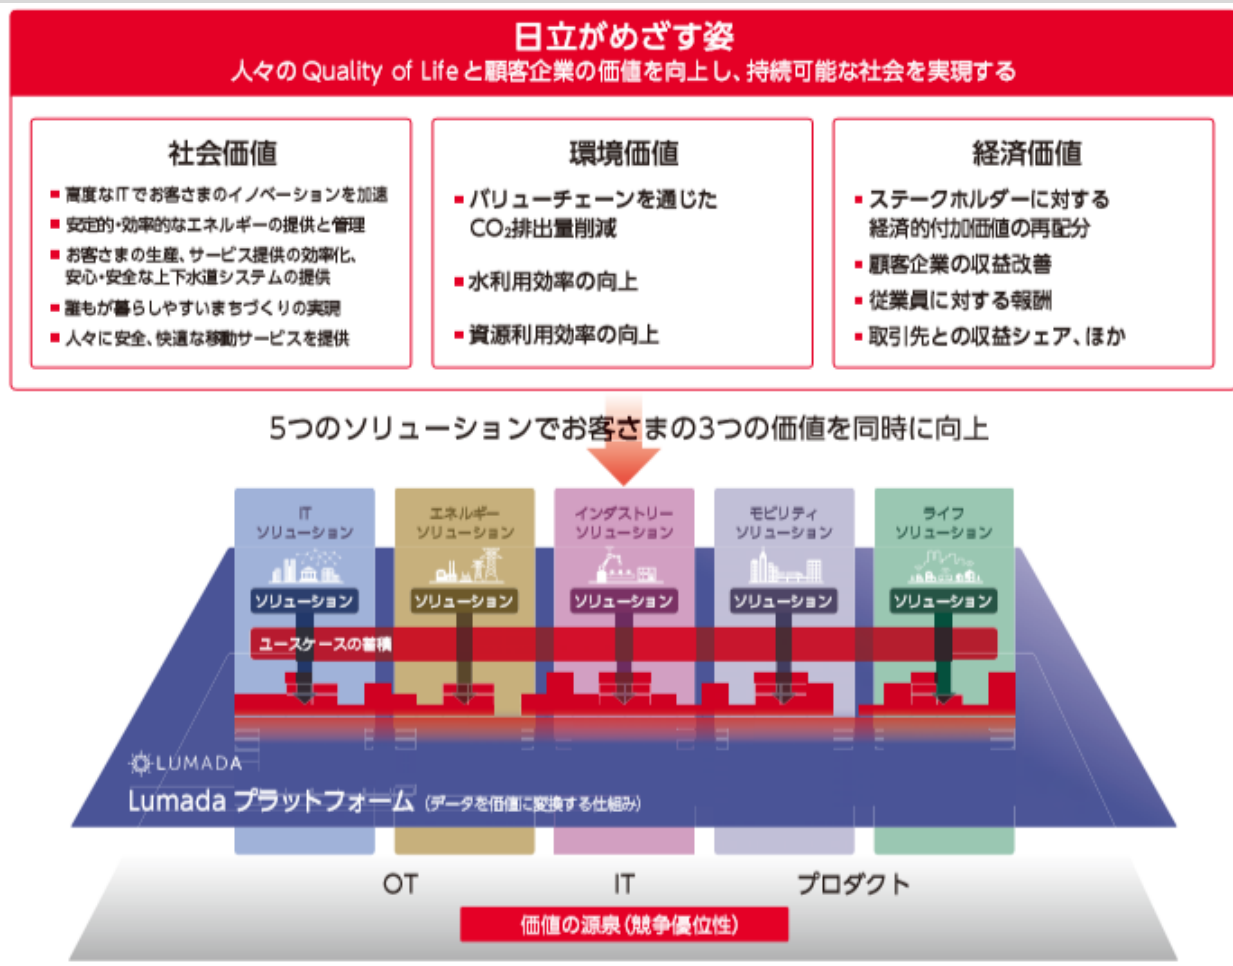 日立がめざす姿
人々の Quality of Lifeと顧客企業の価値を向上し、持続可能な社会を実現する
社会価値
高度なITでお客さまのイノベーションを加速
安定的・効率的なエネルギーの提供と管理
お客さまの生産、サービス提供の効率化、
安心・安全な上下水道システムの提供
誰もが暮らしやすいまちづくりの実現
人々に安全、快適な移動サービスを提供
環境価値
バリューチェーンを通じた
CO₂排出量削減
水利用効率の向上
資源利用効率の向上
経済価値
ステークホルダーに対する
経済的付加価値の再配分
顧客企業の収益改善
従業員に対する報酬
取引先との収益シェア、ほか
5つのソリューションでお客さまの3つの価値を同時に向上
IT
ソリューション
ソリューション
エネルギー
ソリューション
ソリューション
インダストリー
ソリューション
ソリューション
モビリティ
ソリューション
ソリューション
ライフ
ソリューション
ソリューション
ユースケースの蓄積
LUMADA
Lumada プラットフォーム (データを価値に変換する仕組み)
OT
IT
プロダクト
価値の源泉(競争優位性)